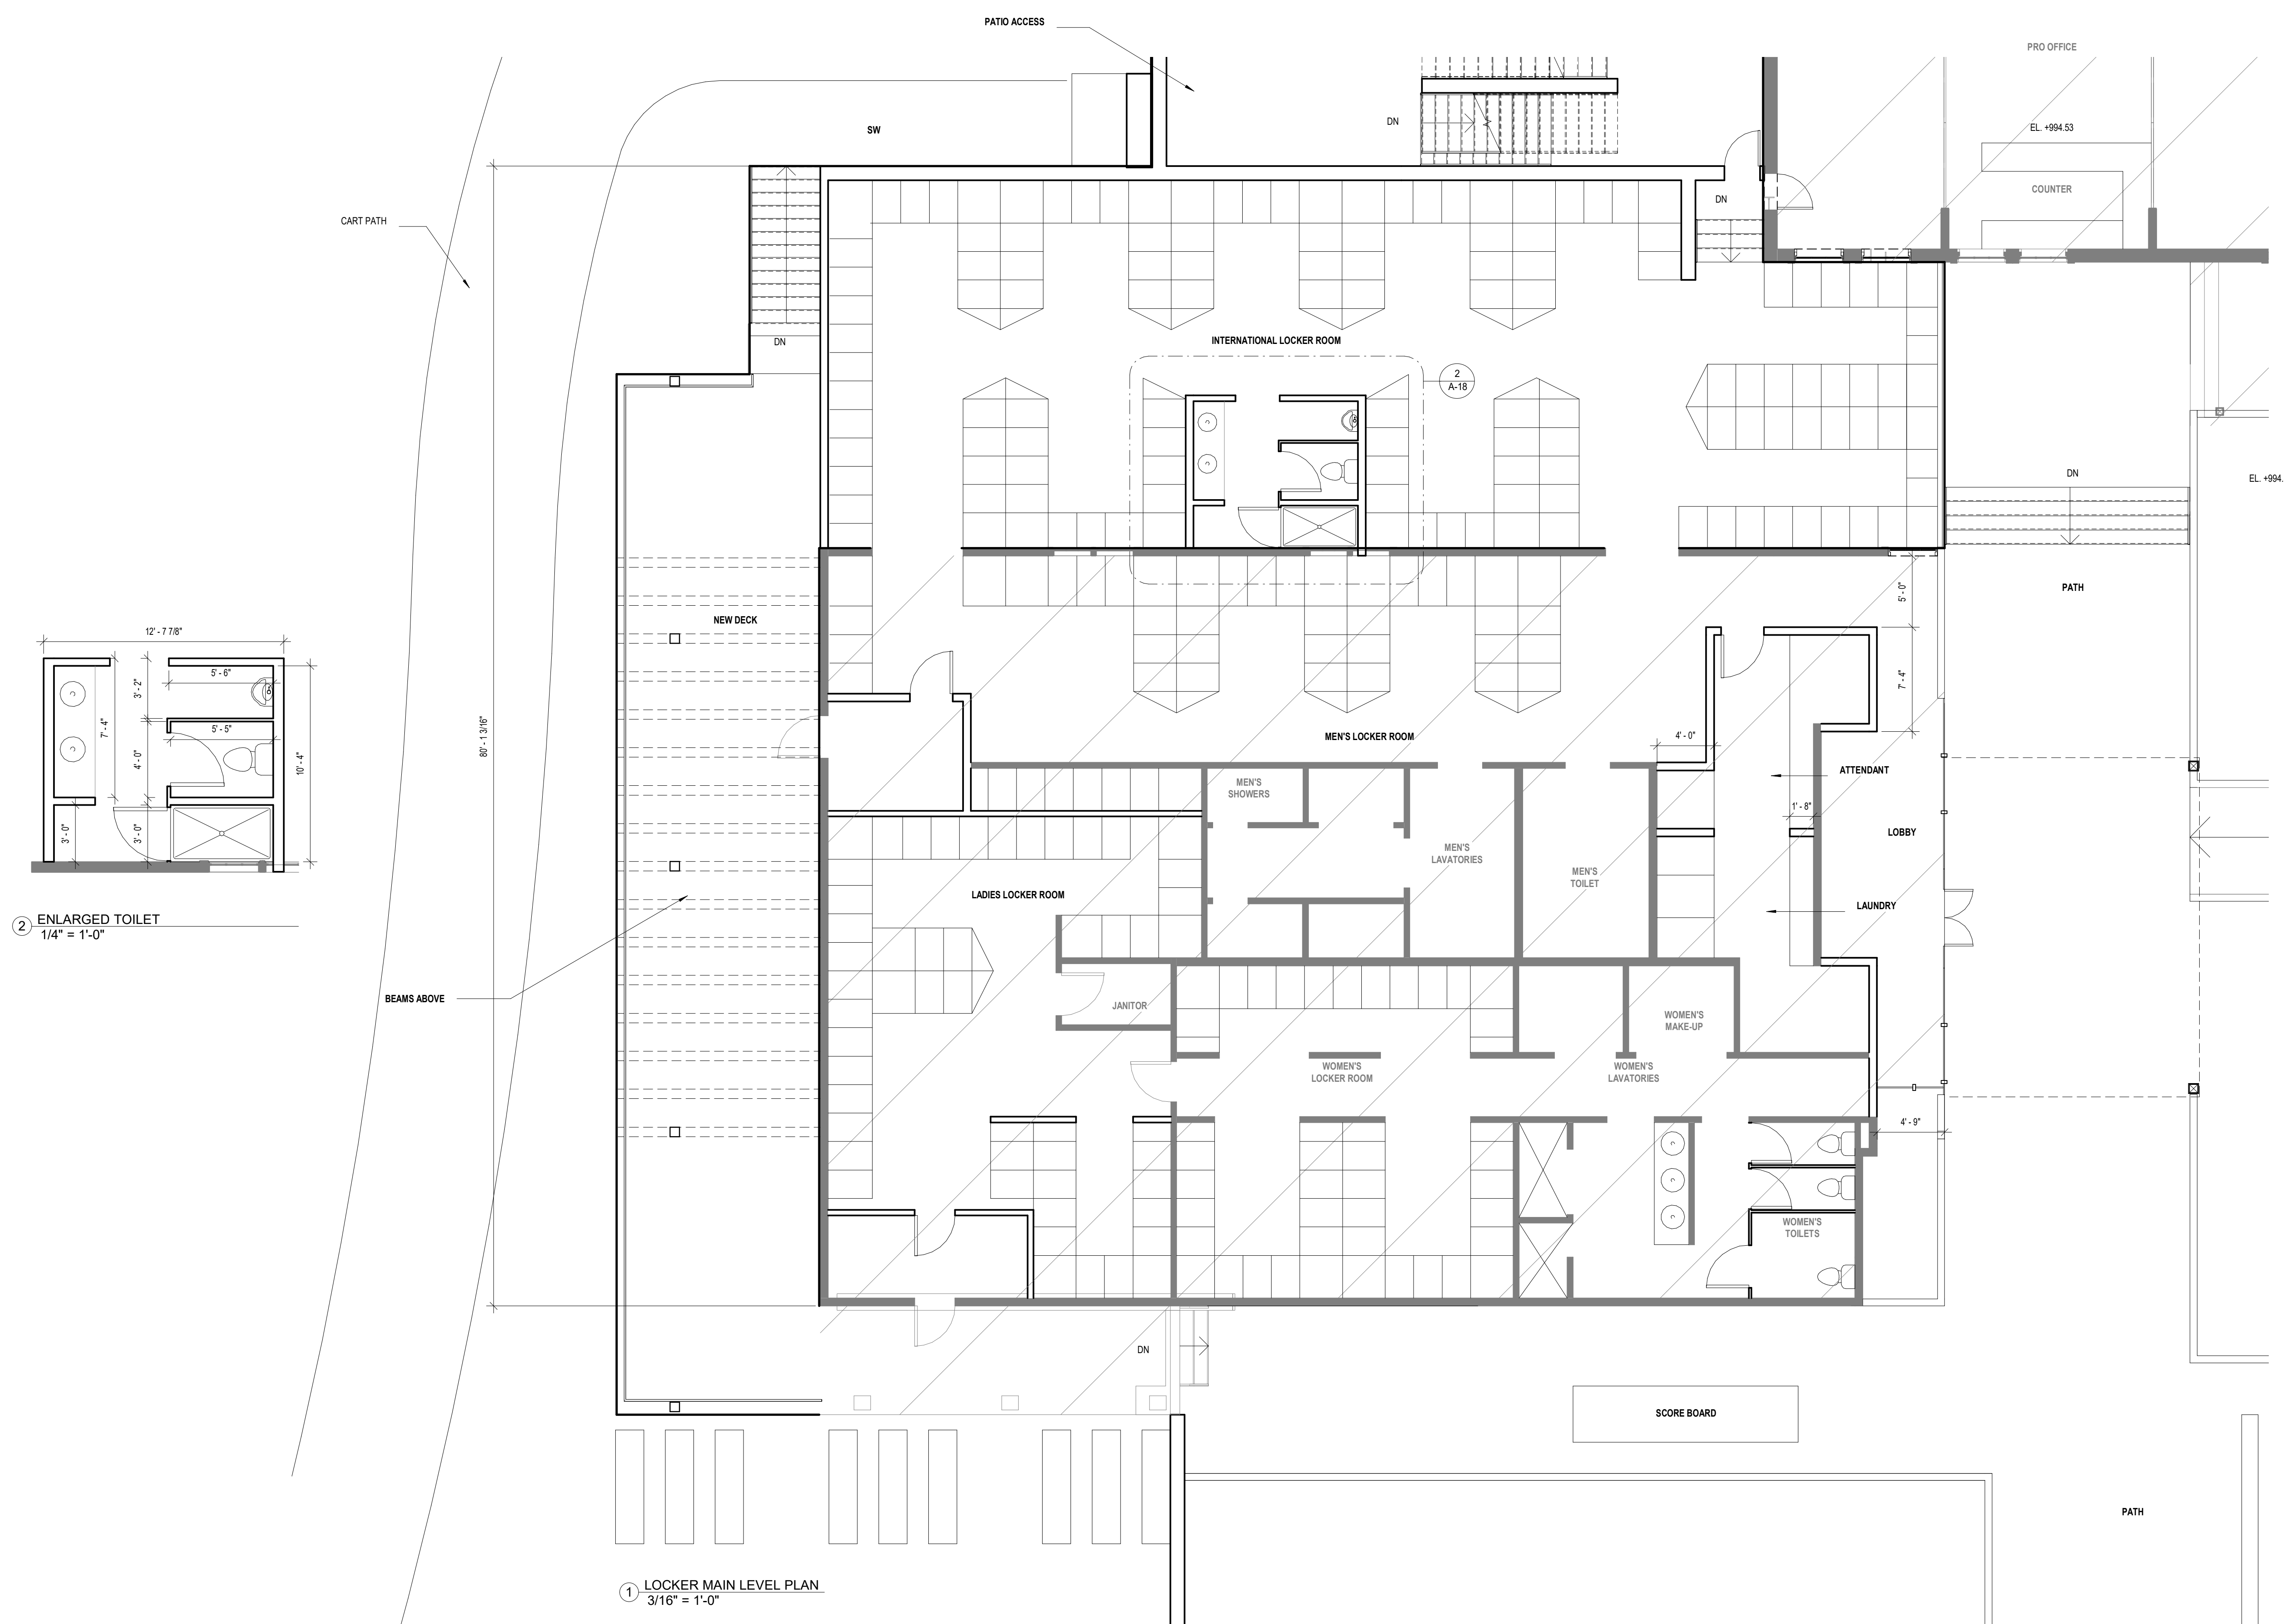 PATIO ACCESS
PRO OFFICE
SW
DN
EL. +994.53
COUNTER
DN
CART PATH
DN
INTERNATIONAL LOCKER ROOM
2
A-18
DN
EL. +994.
NEW DECK
PATH
5' - 0"
7' - 4"
80' - 1 3/16"
MEN'S LOCKER ROOM
4' - 0"
ATTENDANT
1' - 8"
LOBBY
MEN'S
SHOWERS
MEN'S
LAVATORIES
MEN'S
TOILET
LADIES LOCKER ROOM
LAUNDRY
BEAMS ABOVE
JANITOR
WOMEN'S
MAKE-UP
WOMEN'S
LOCKER ROOM
WOMEN'S
LAVATORIES
4' - 9"
WOMEN'S
TOILETS
DN
SCORE BOARD
PATH
12' - 7 7/8"
5' - 6"
3' - 2"
7' - 4"
5' - 5"
4' - 0"
10' - 4"
3' - 0"
3' - 0"
2 ENLARGED TOILET
1/4" = 1'-0"
1 LOCKER MAIN LEVEL PLAN
3/16" = 1'-0"